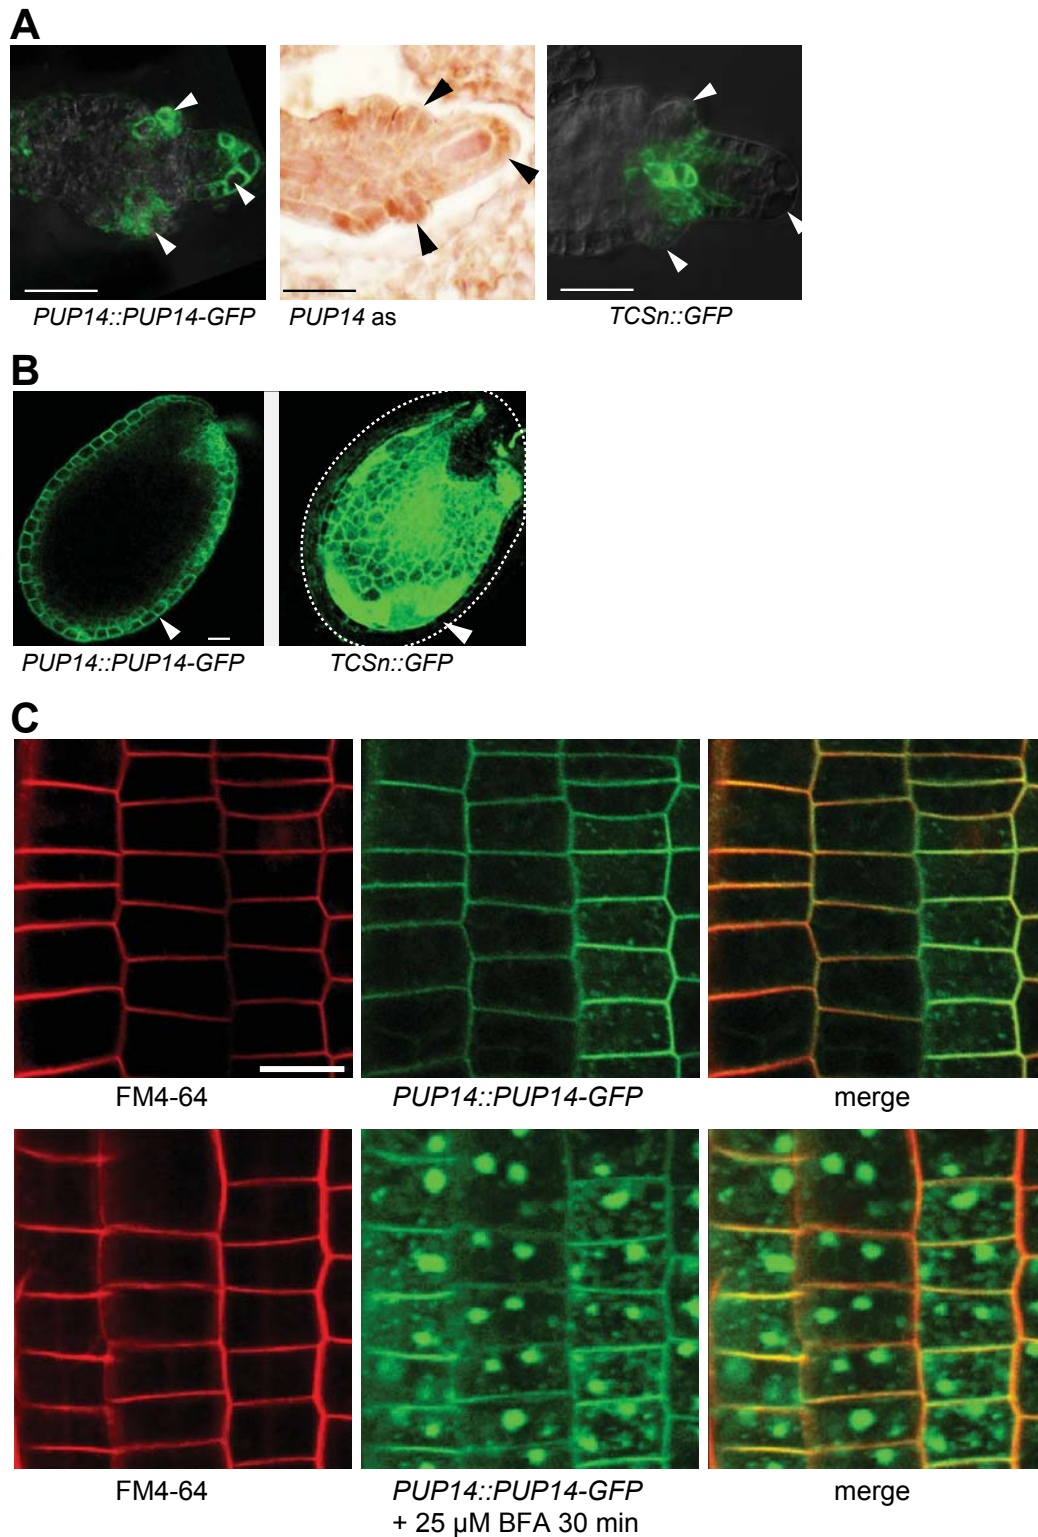 A
PUP14::PUP14-GFP
PUP14 as
TCSn::GFP
B
PUP14::PUP14-GFP
TCSn::GFP
C
FM4-64
PUP14::PUP14-GFP
merge
FM4-64
PUP14::PUP14-GFP
+ 25 µM BFA 30 min
merge